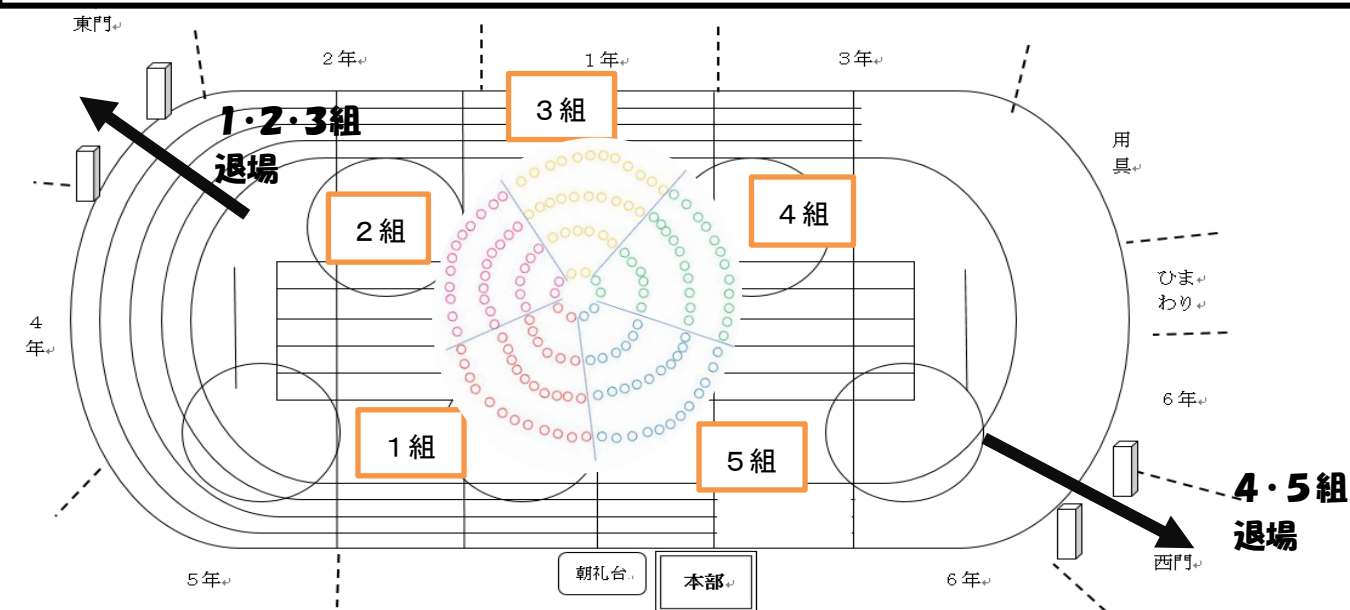 東門
2年
1年
3年
3組
1・2・3組
退場
用
具
2組
4組
ひま
わり
4
年
6年
1組
5組
4・5組
退場
西門
5年
朝礼台
本部
6年